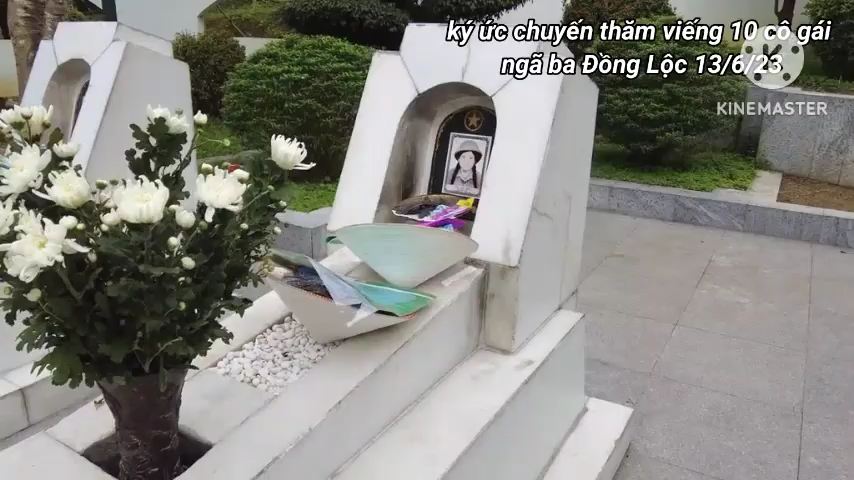 ký ức chuyến thăm viếng 10 cô gái
ngã ba Đồng Lộc 13/6/23
K
KINEMASTER